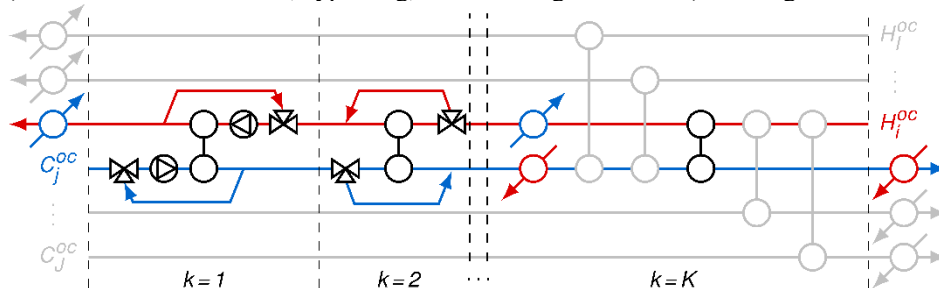 H_I^{oc}
⋮
H_i^{oc}
C_j^{oc}
⋮
C_J^{oc}
k=1 k=2 ··· k=K